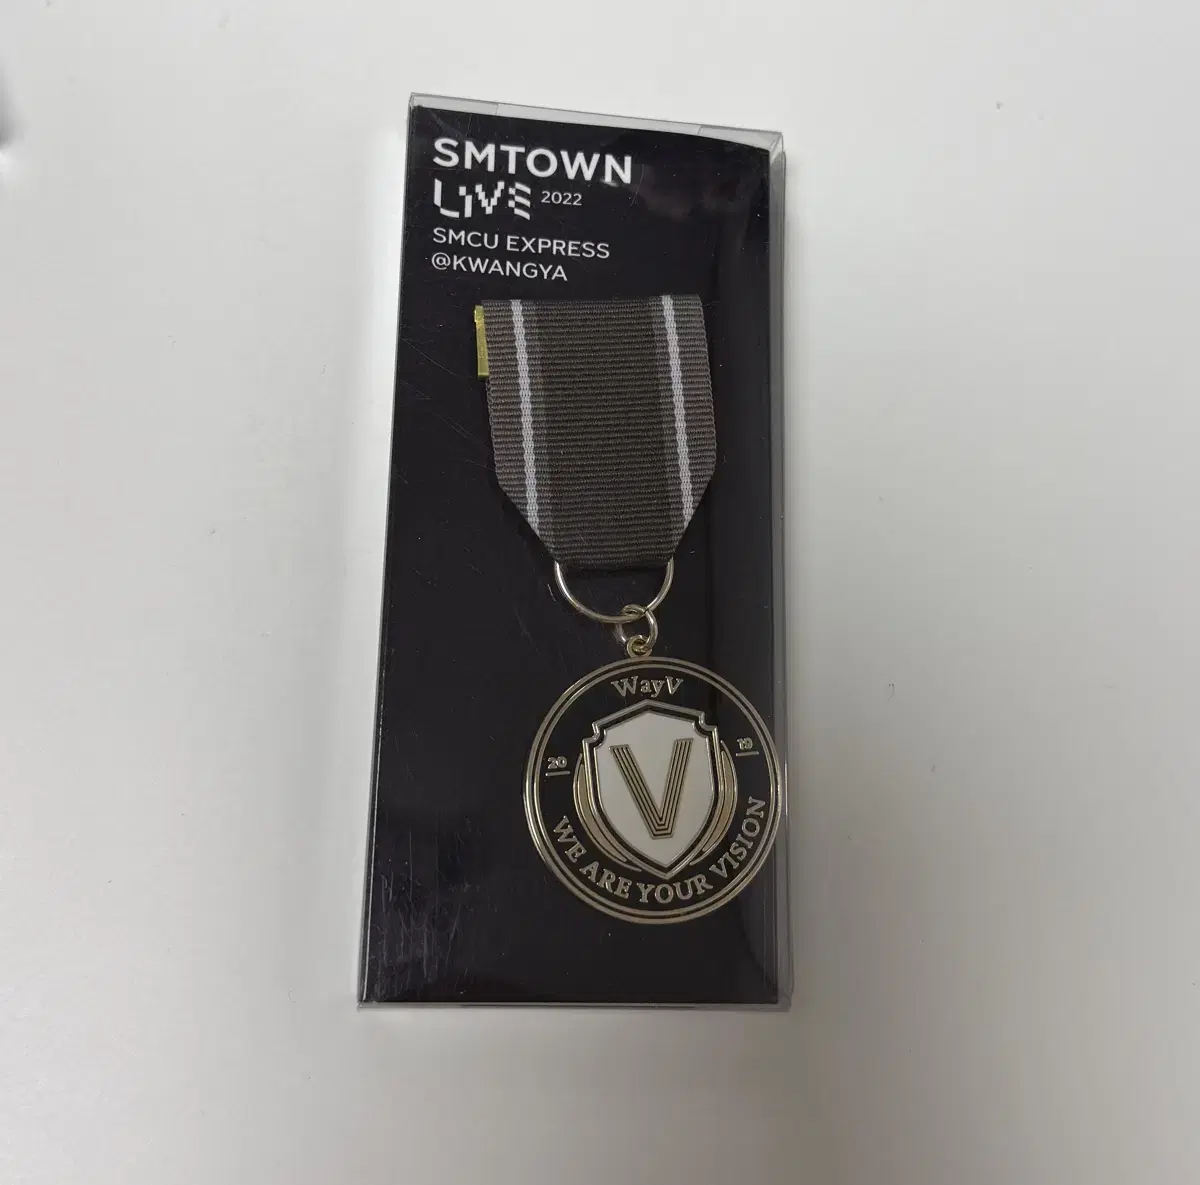 SMTOWN
LiVE 2022
SMCU EXPRESS
@KWANGYA
WayV
20 19
V
WE ARE YOUR VISION